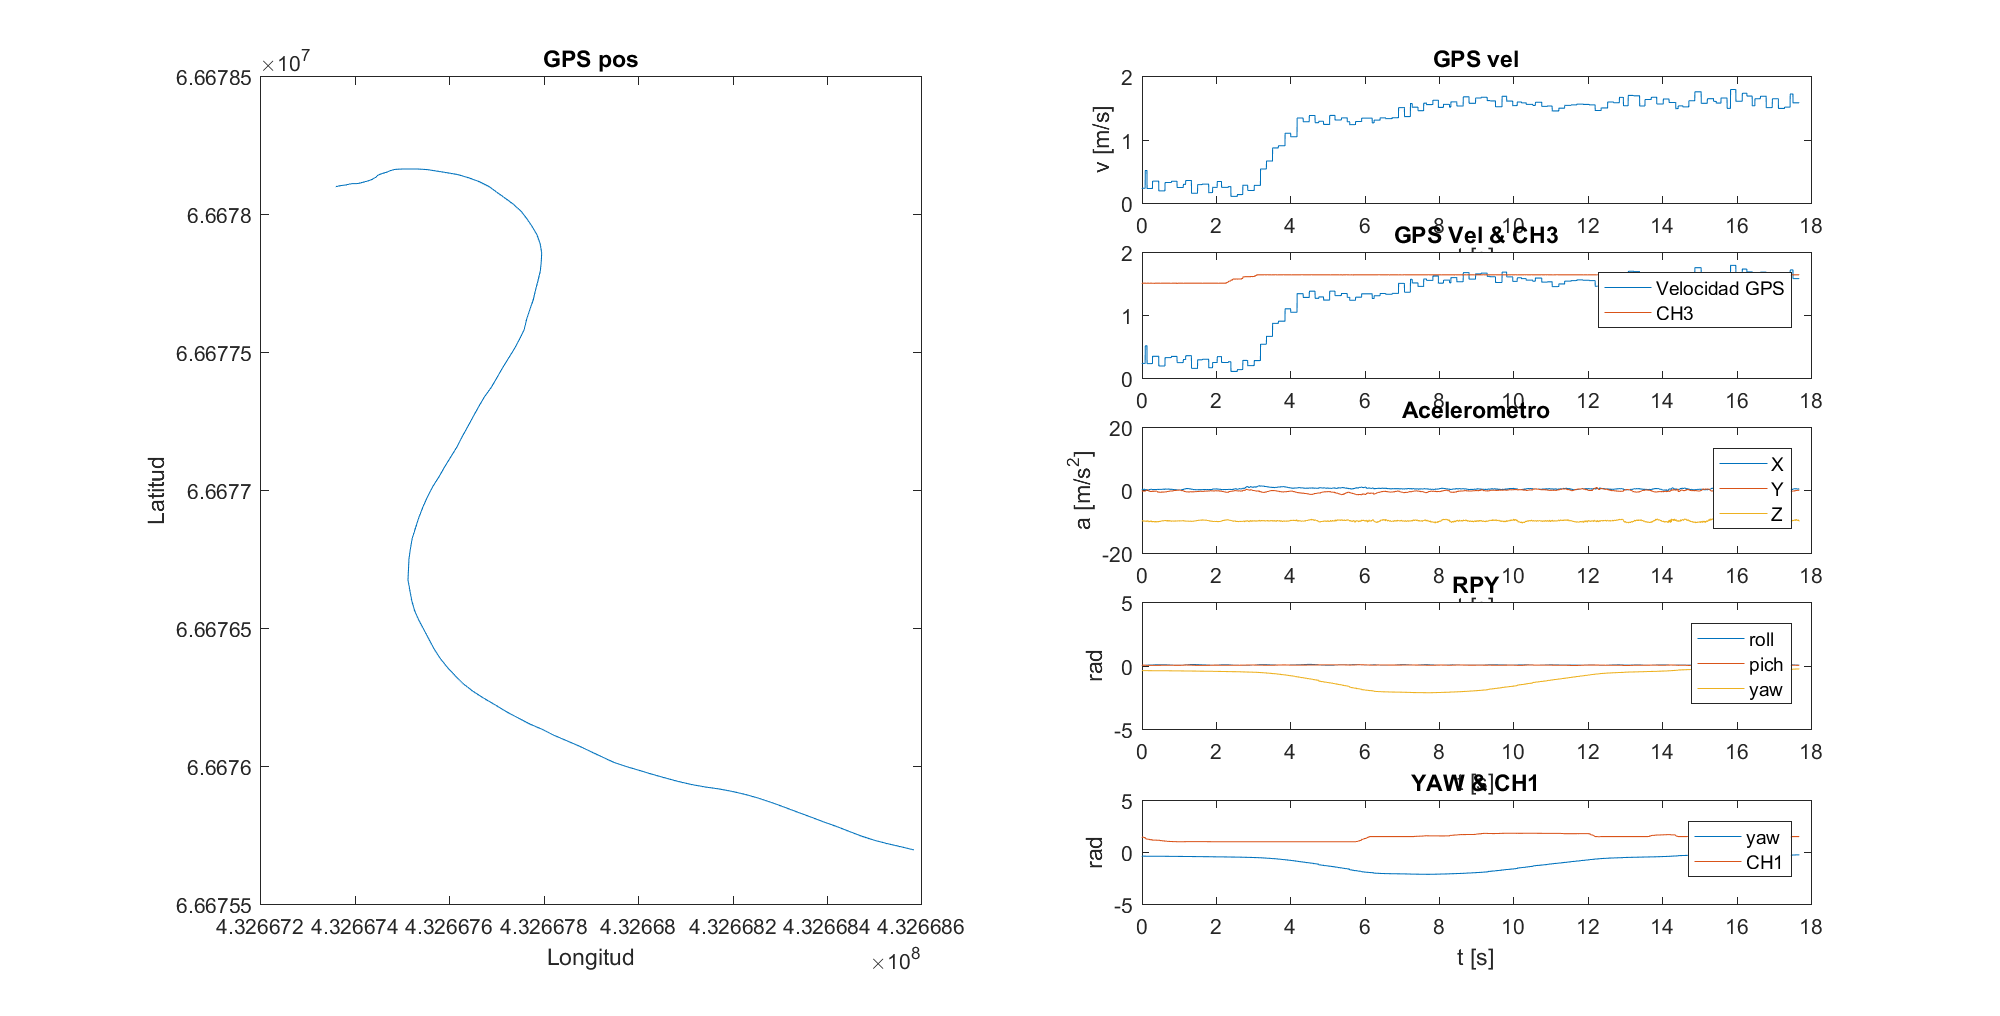 GPS pos
×10^7
6.66785
6.6678
6.66775
6.6677
6.66765
6.6676
6.66755
Latitud
4.326672 4.326674 4.326676 4.326678 4.32668 4.326682 4.326684 4.326686
Longitud
×10^8
GPS vel
2
1
0
v [m/s]
0 2 4 6 8 10 12 14 16 18
t [s]
GPS Vel & CH3
2
1
0
Velocidad GPS
CH3
0 2 4 6 8 10 12 14 16 18
Acelerometro
20
0
-20
a [m/s^2]
X
Y
Z
0 2 4 6 8 10 12 14 16 18
t [s]
RPY
5
0
-5
rad
roll
pich
yaw
0 2 4 6 8 10 12 14 16 18
t [s]
YAW & CH1
5
0
-5
rad
yaw
CH1
0 2 4 6 8 10 12 14 16 18
t [s]